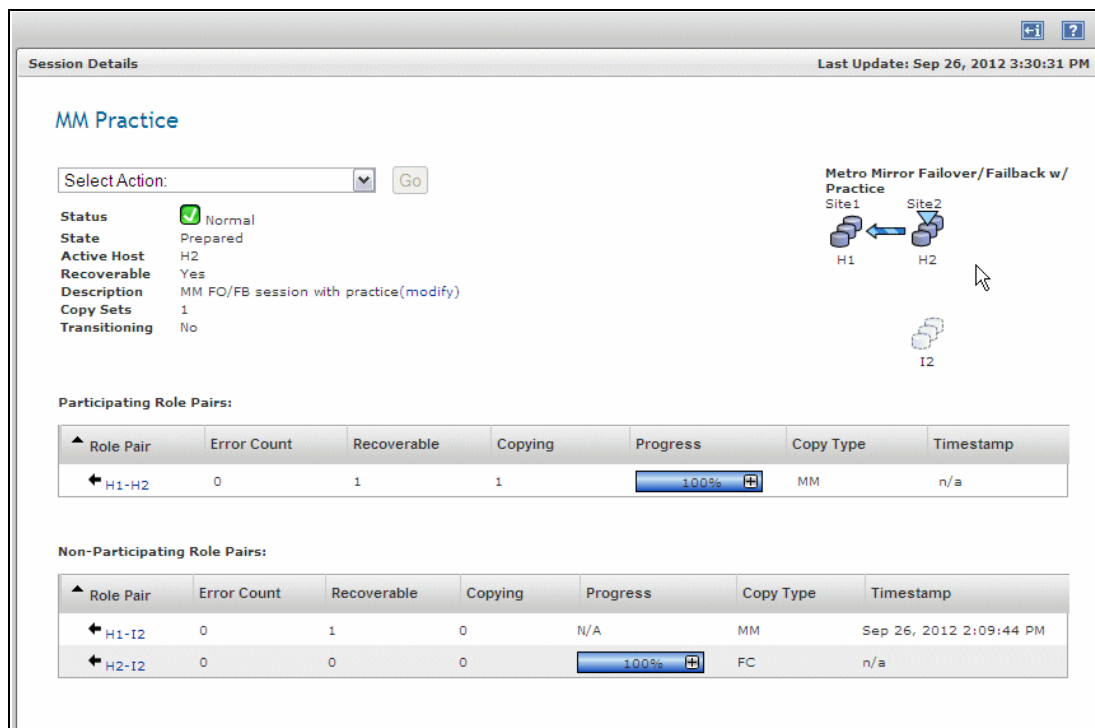 Session Details Last Update: Sep 26, 2012 3:30:31 PM
MM Practice
Select Action: Go
Metro Mirror Failover/Failback w/
Practice
Site1 Site2
H1 H2
I2
Status Normal
State Prepared
Active Host H2
Recoverable Yes
Description MM FO/FB session with practice(modify)
Copy Sets 1
Transitioning No
Participating Role Pairs:
Role Pair Error Count Recoverable Copying Progress Copy Type Timestamp
H1-H2 0 1 1 100% MM n/a
Non-Participating Role Pairs:
Role Pair Error Count Recoverable Copying Progress Copy Type Timestamp
H1-I2 0 1 0 N/A MM Sep 26, 2012 2:09:44 PM
H2-I2 0 0 0 100% FC n/a